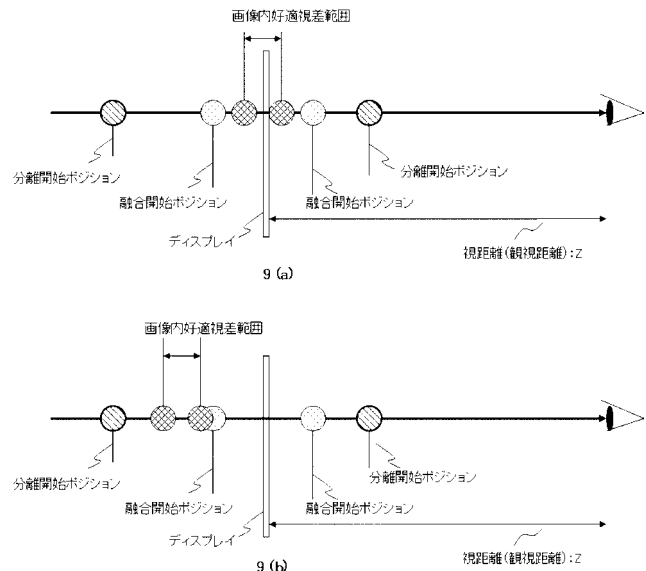 画像内好適視差範囲
分離開始ポジション
融合開始ポジション
ディスプレイ
融合開始ポジション
分離開始ポジション
視距離(観視距離):Z
9(a)
画像内好適視差範囲
分離開始ポジション
融合開始ポジション
ディスプレイ
融合開始ポジション
分離開始ポジション
視距離(観視距離):Z
9(b)